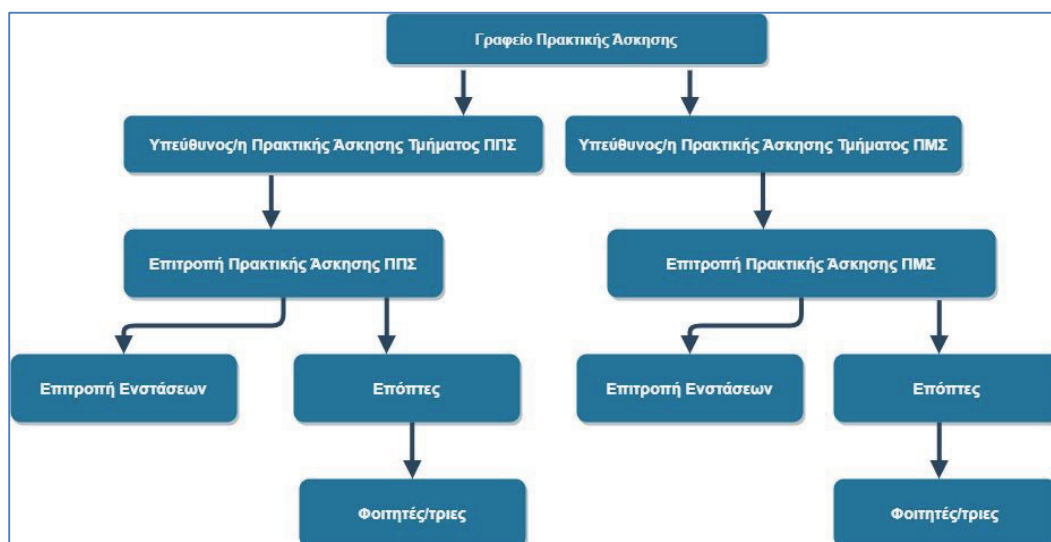 Γραφείο Πρακτικής Άσκησης
Υπεύθυνος/η Πρακτικής Άσκησης Τμήματος ΠΠΣ
Υπεύθυνος/η Πρακτικής Άσκησης Τμήματος ΠΜΣ
Επιτροπή Πρακτικής Άσκησης ΠΠΣ
Επιτροπή Πρακτικής Άσκησης ΠΜΣ
Επιτροπή Ενστάσεων
Επόπτες
Επιτροπή Ενστάσεων
Επόπτες
Φοιτητές/τριες
Φοιτητές/τριες